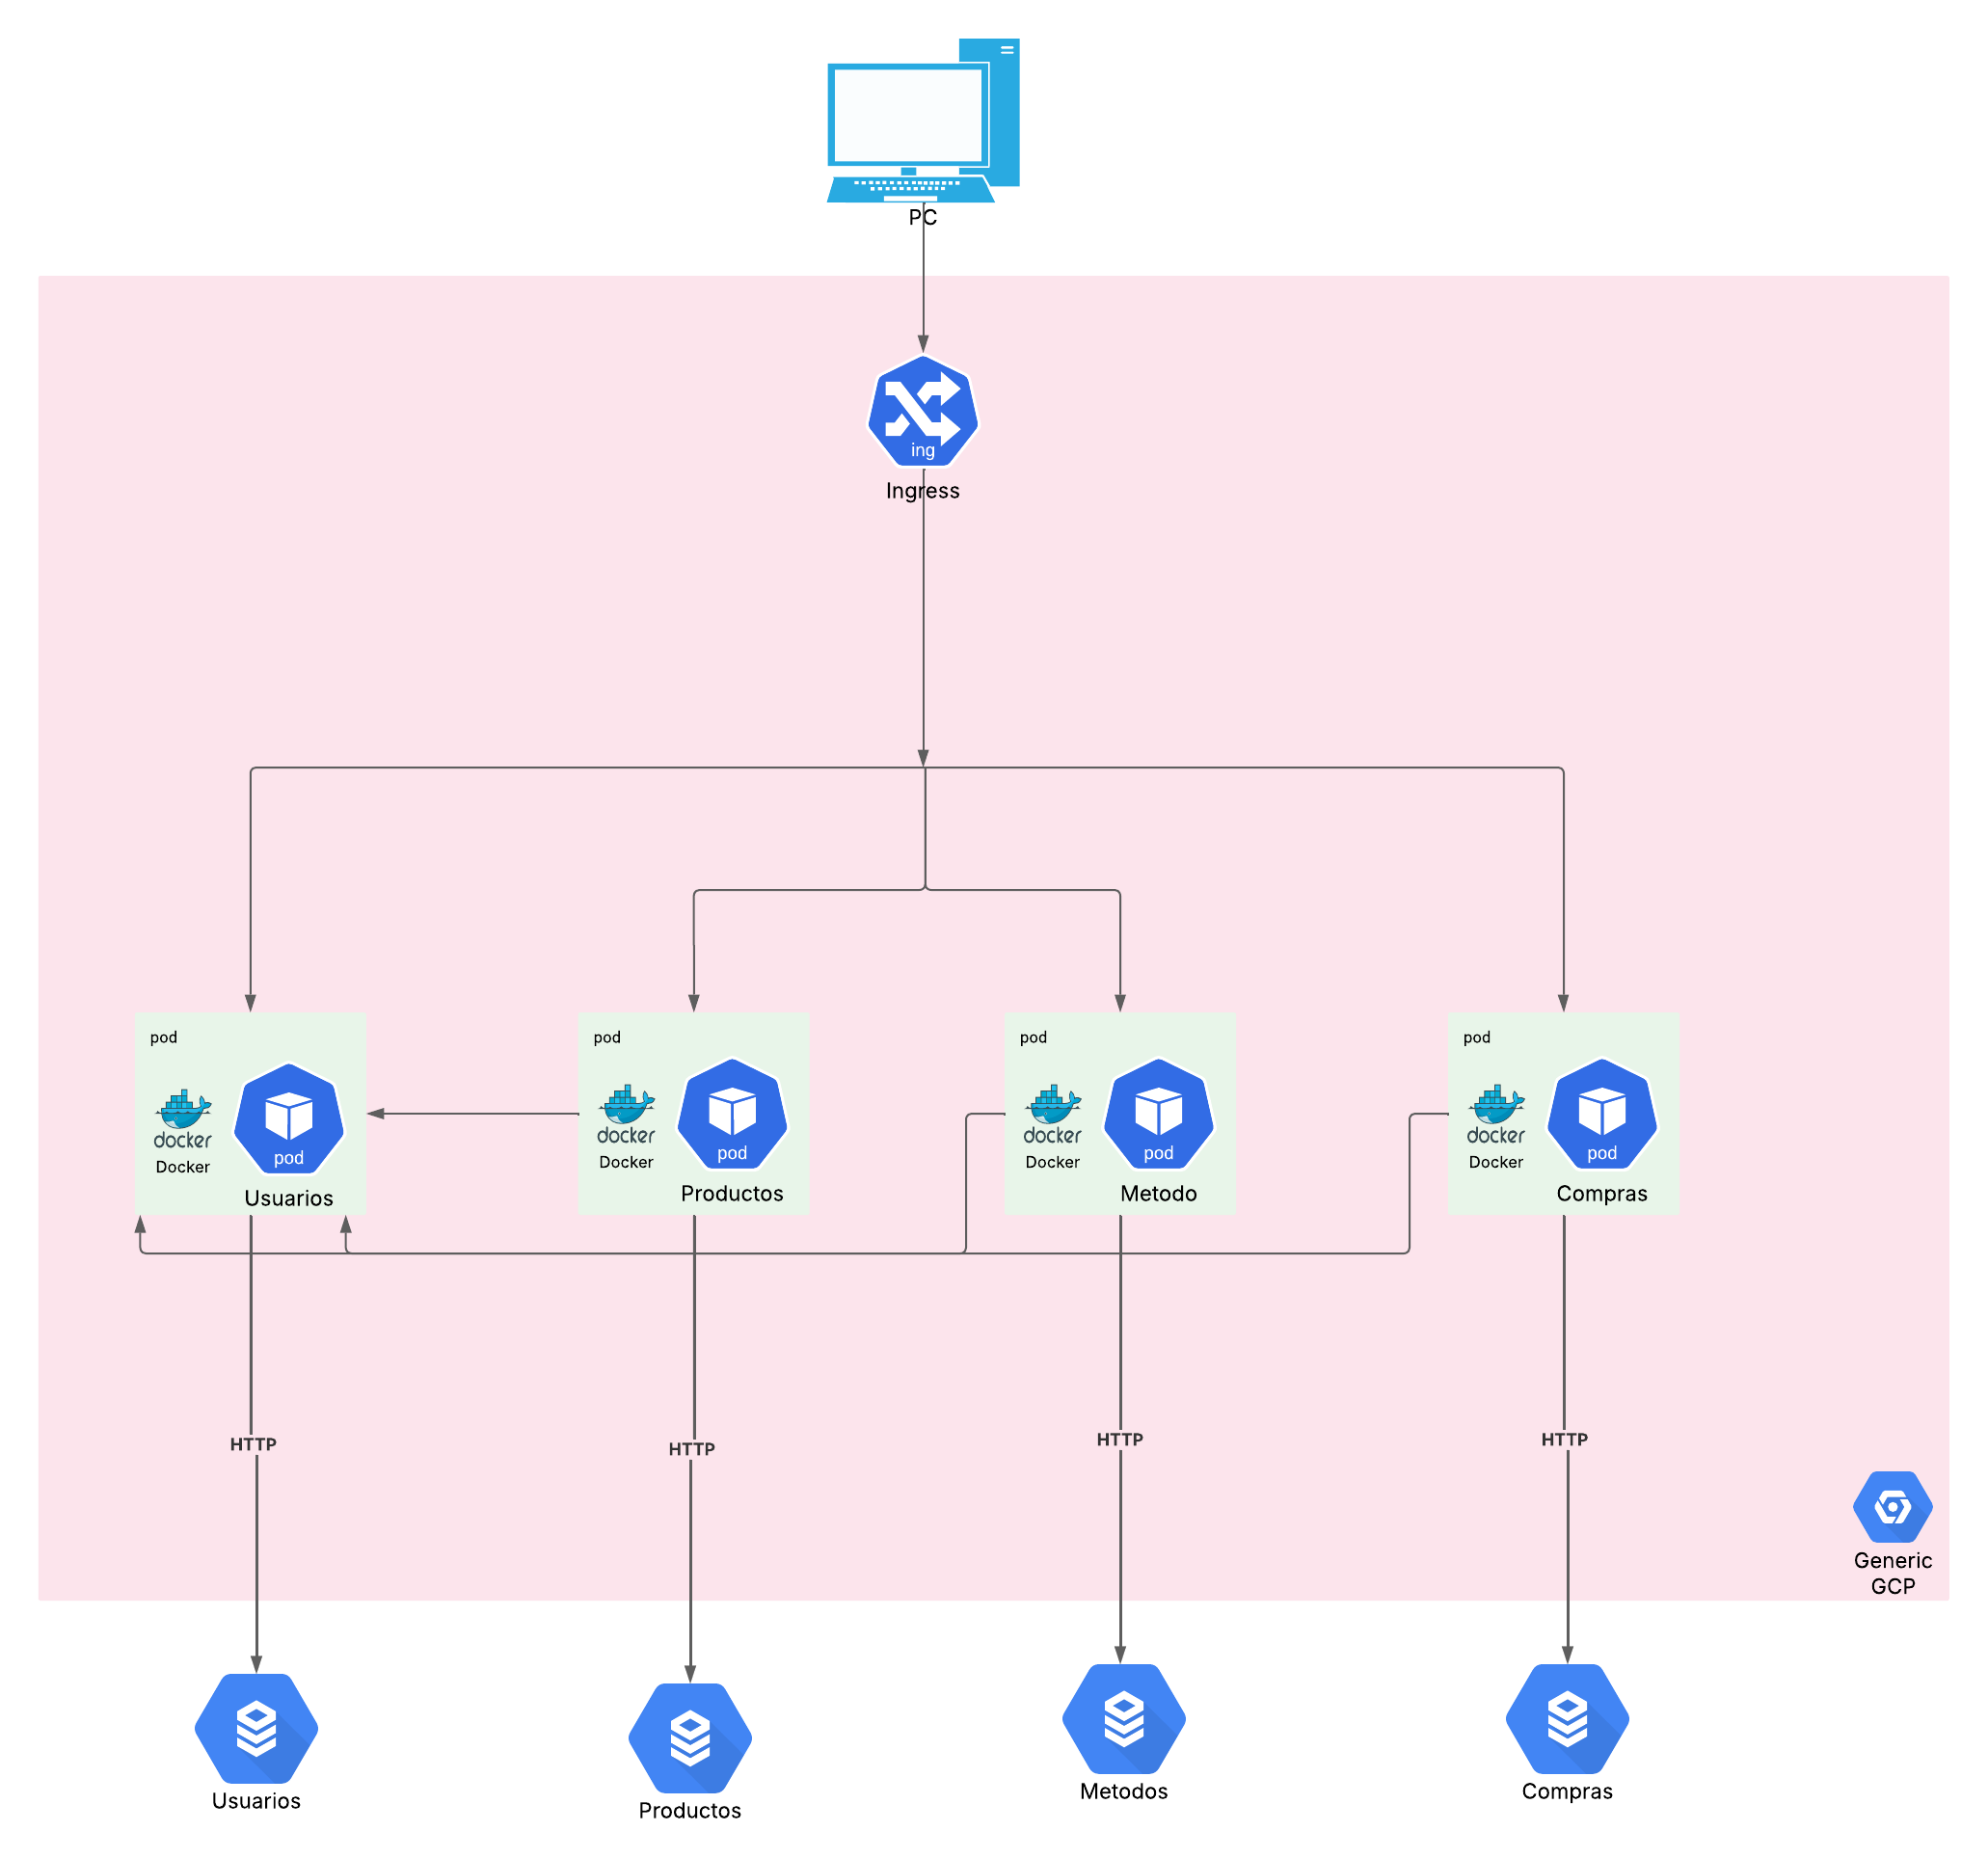 PC
ing
Ingress
pod
docker
Docker
pod
Usuarios
pod
docker
Docker
pod
Productos
pod
docker
Docker
pod
Metodo
pod
docker
Docker
pod
Compras
HTTP
HTTP
HTTP
HTTP
Generic
GCP
Usuarios
Productos
Metodos
Compras